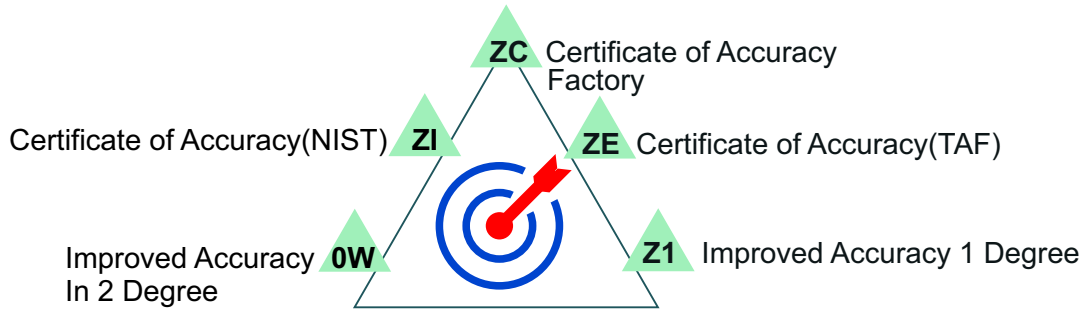 ZC Certificate of Accuracy
Factory
Certificate of Accuracy(NIST) ZI
ZE Certificate of Accuracy(TAF)
Improved Accuracy 0W
In 2 Degree
Z1 Improved Accuracy 1 Degree